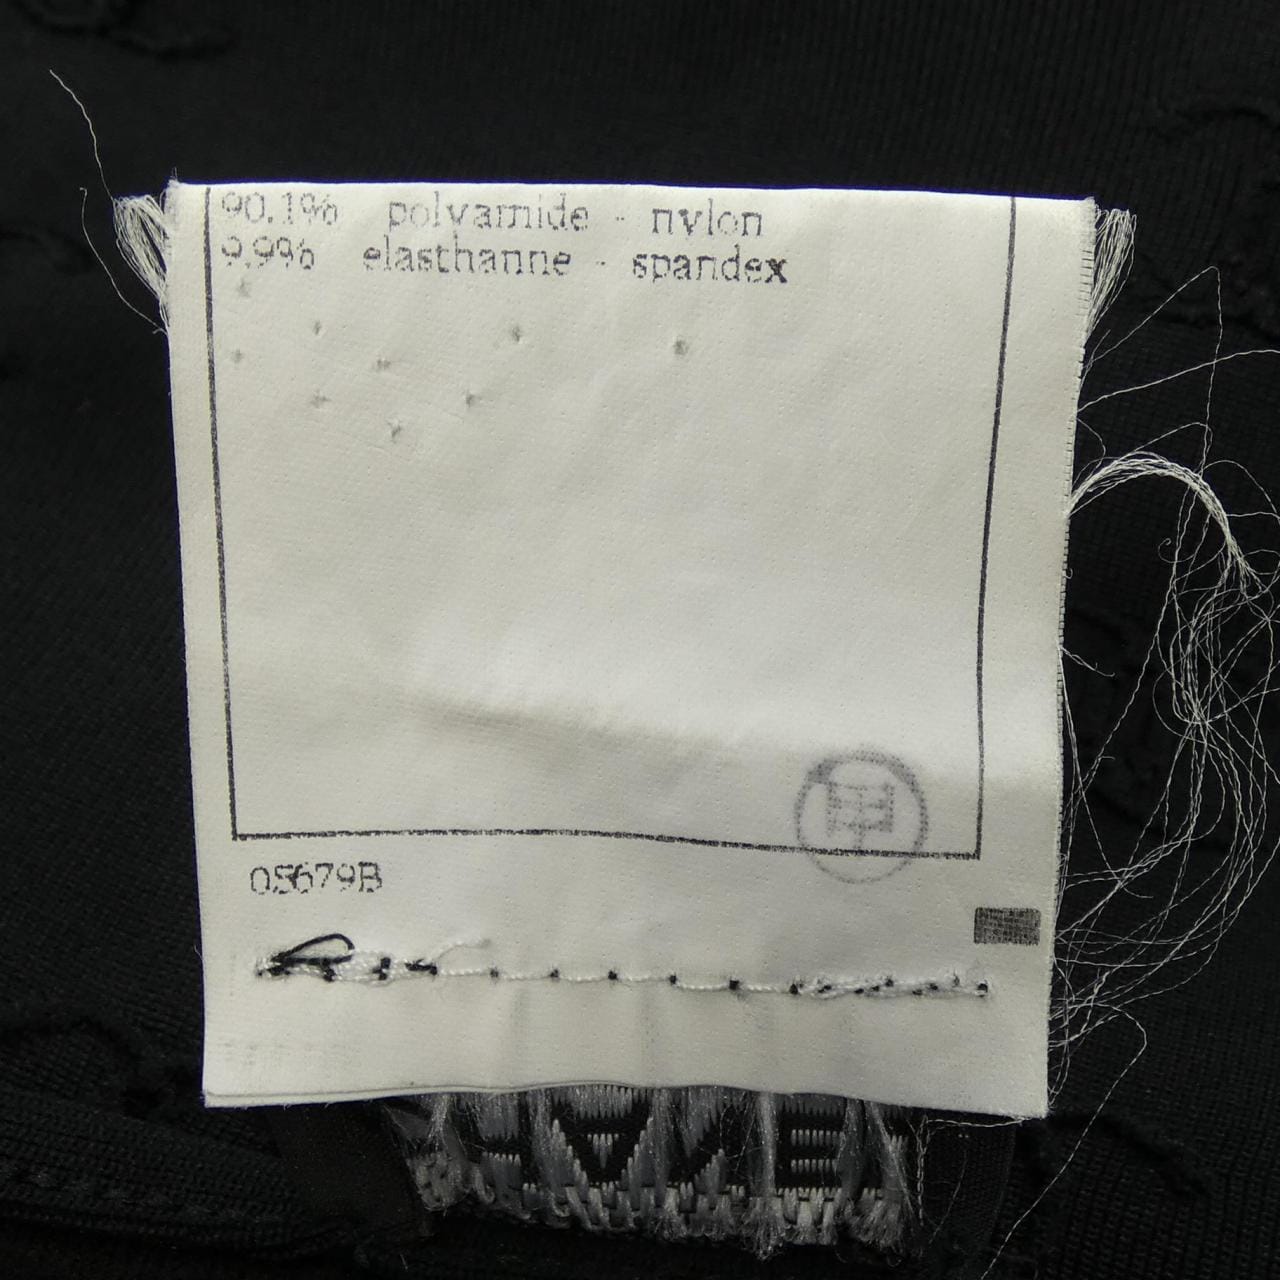 90.1% polyamide - nylon
9.9% elasthanne - spandex
05679B